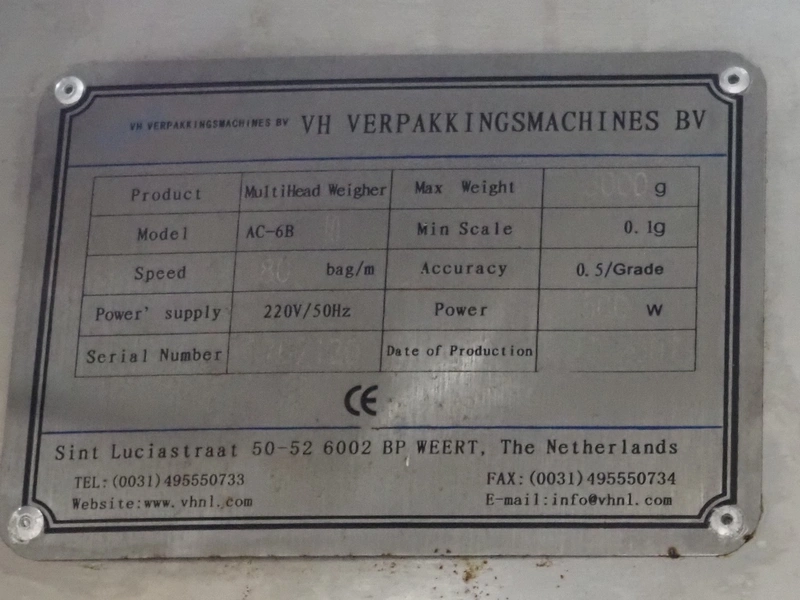 VH VERPAKKINGSMACHINES BV VH VERPAKKINGSMACHINES BV
Product MultiHead Weigher Max Weight g
Model AC-6B Min Scale 0.1g
Speed 80 bag/m Accuracy 0.5/Grade
Power' supply 220V/50Hz Power W
Serial Number Date of Production
CE
Sint Luciastraat 50-52 6002 BP WEERT, The Netherlands
TEL:(0031)495550733 FAX:(0031)495550734
Website:www.vhnl.com E-mail:info@vhnl.com